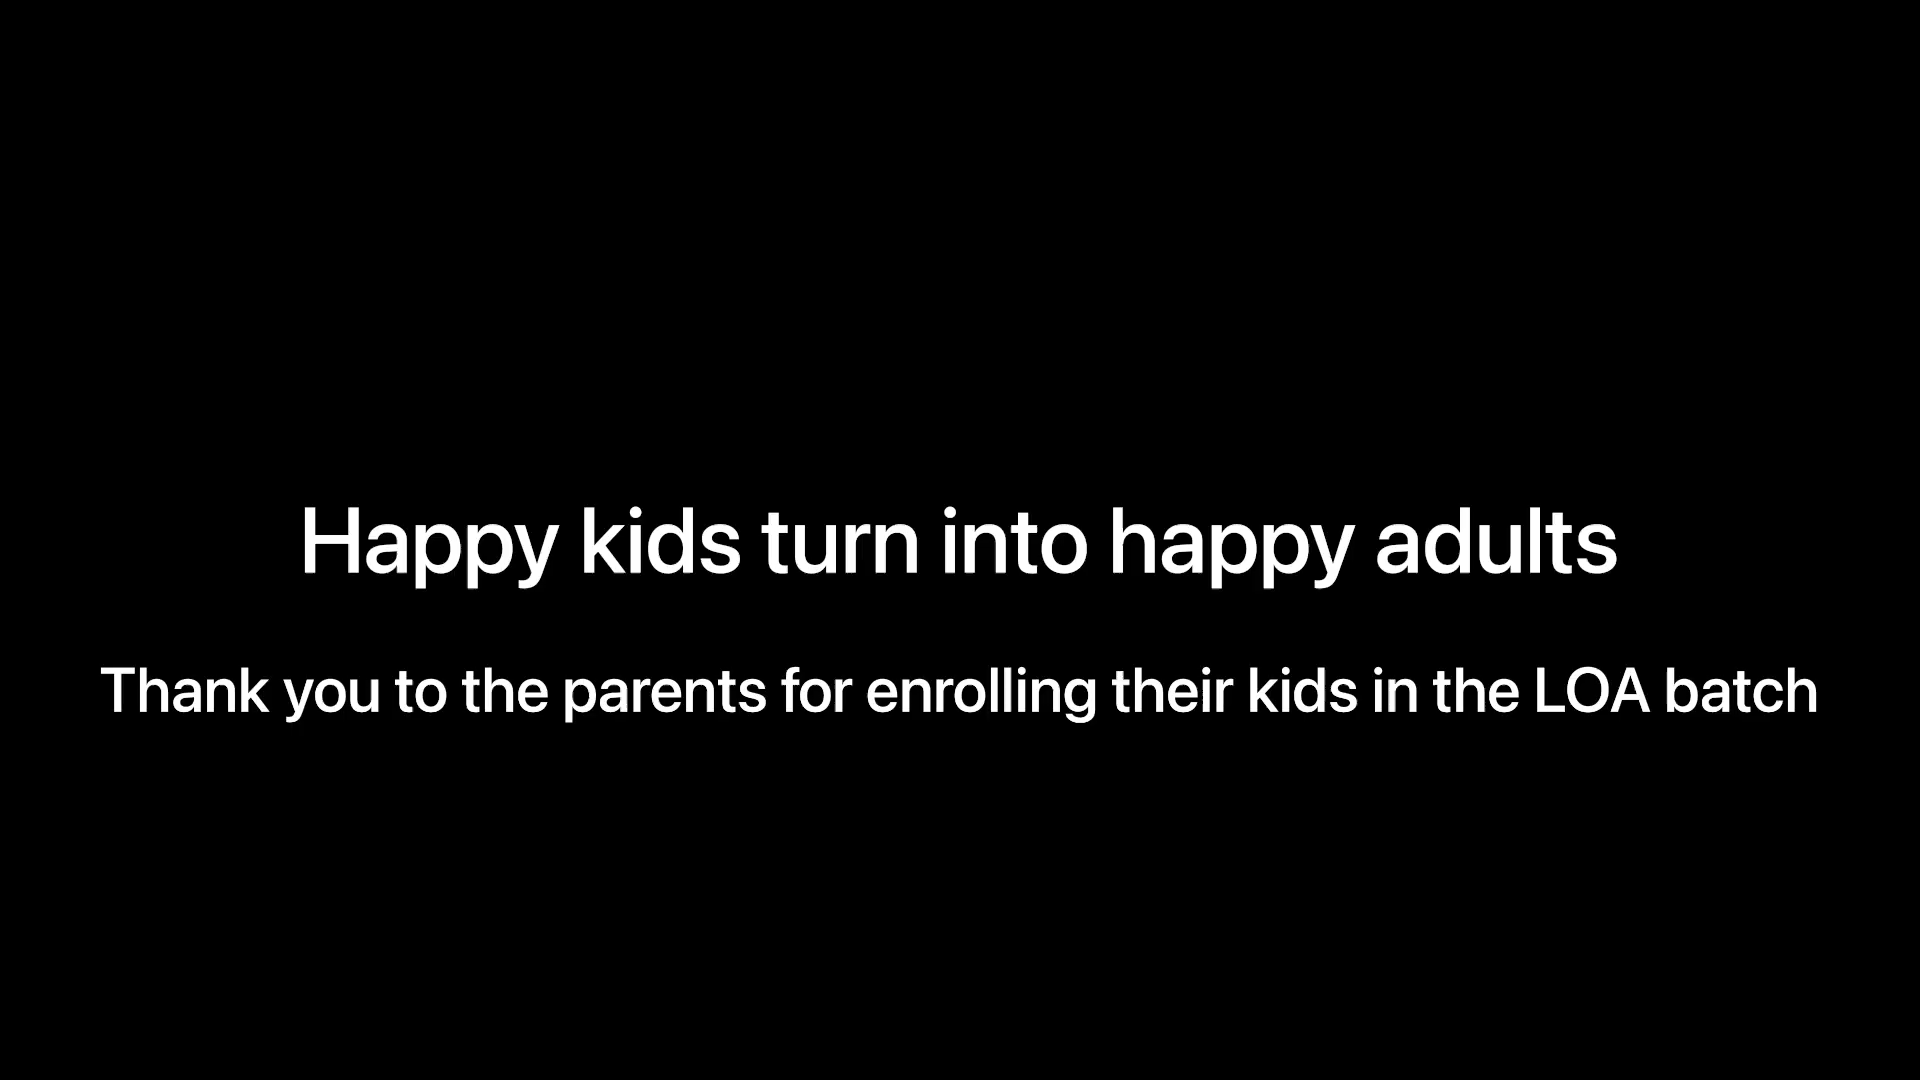 Happy kids turn into happy adults
Thank you to the parents for enrolling their kids in the LOA batch